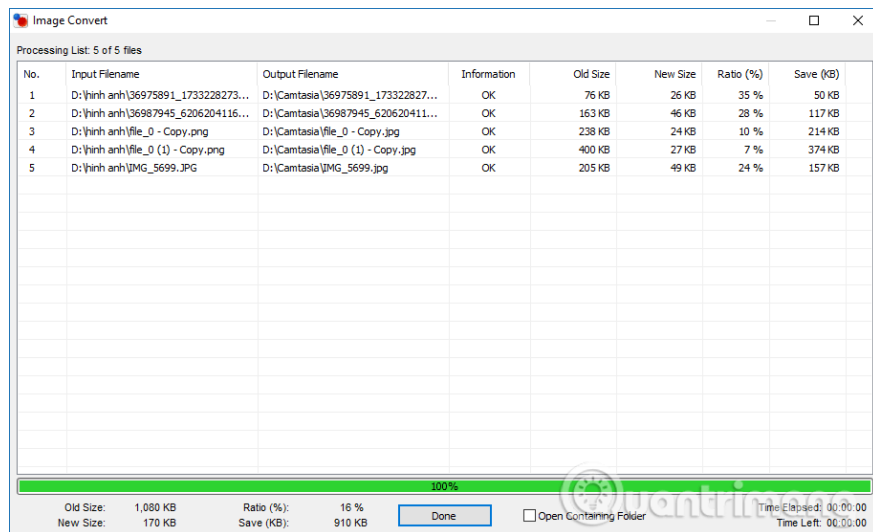 Image Convert
Processing List: 5 of 5 files
No. Input Filename Output Filename Information Old Size New Size Ratio (%) Save (KB)
1 D:\hinh anh\36975891_1733228273... D:\Camtasia\36975891_173322827... OK 76 KB 26 KB 35 % 50 KB
2 D:\hinh anh\36987945_6206204116... D:\Camtasia\36987945_620620411... OK 163 KB 46 KB 28 % 117 KB
3 D:\hinh anh\file_0 - Copy.png D:\Camtasia\file_0 - Copy.jpg OK 238 KB 24 KB 10 % 214 KB
4 D:\hinh anh\file_0 (1) - Copy.png D:\Camtasia\file_0 (1) - Copy.jpg OK 400 KB 27 KB 7 % 374 KB
5 D:\hinh anh\IMG_5699.JPG D:\Camtasia\IMG_5699.jpg OK 205 KB 49 KB 24 % 157 KB
100%
Old Size: 1,080 KB Ratio (%): 16 % Time Elapsed: 00:00:00
New Size: 170 KB Save (KB): 910 KB Done Open Containing Folder Time Left: 00:00:00
Quantrimang